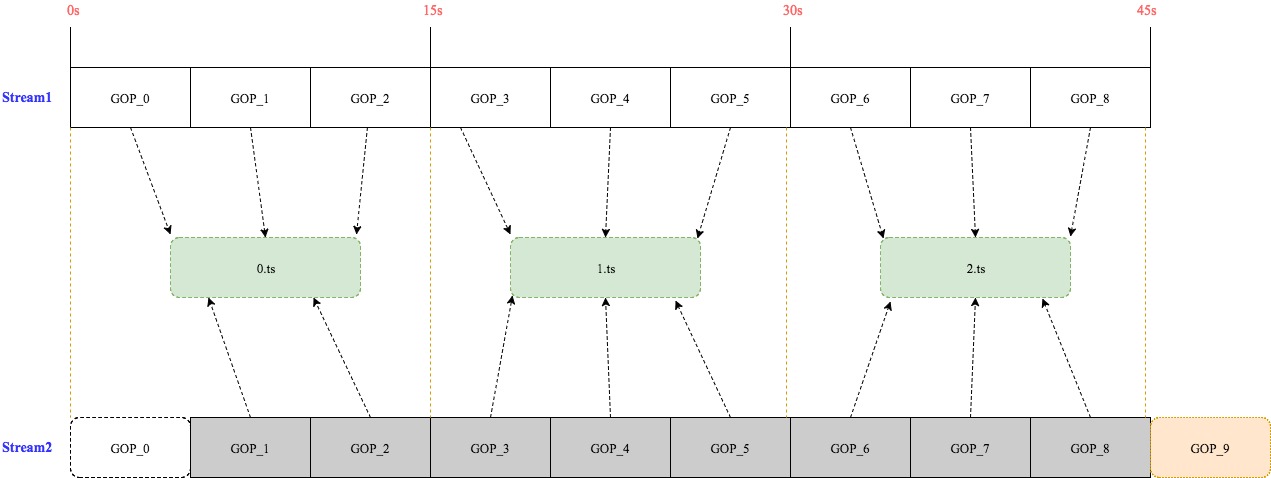 0s 15s 30s 45s
Stream1 GOP_0 GOP_1 GOP_2 GOP_3 GOP_4 GOP_5 GOP_6 GOP_7 GOP_8
0.ts 1.ts 2.ts
Stream2 GOP_0 GOP_1 GOP_2 GOP_3 GOP_4 GOP_5 GOP_6 GOP_7 GOP_8 GOP_9